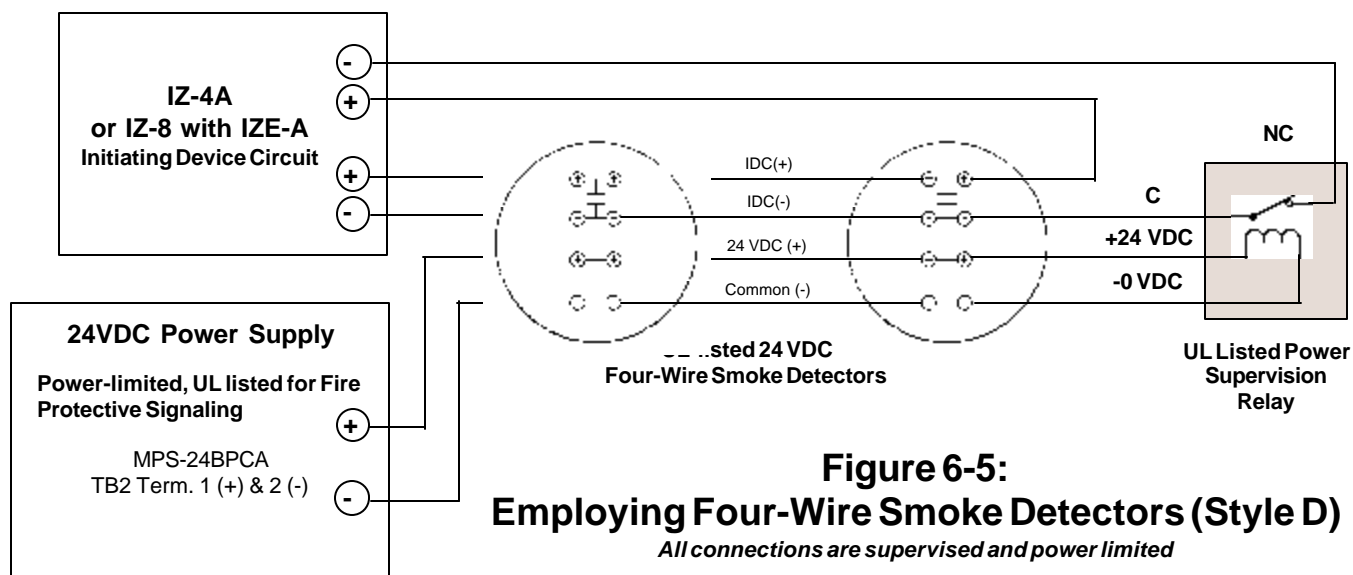 -
IZ-4A
+
or IZ-8 with IZE-A
Initiating Device Circuit
+
-
IDC(+)
IDC(-)
24 VDC (+)
Common (-)
NC
C
+24 VDC
-0 VDC
24VDC Power Supply
Power-limited, UL listed for Fire
Protective Signaling
+
MPS-24BPCA
TB2 Term. 1 (+) & 2 (-)
-
24 VDC
Four-Wire Smoke Detectors
UL Listed Power
Supervision
Relay
Figure 6-5:
Employing Four-Wire Smoke Detectors (Style D)
All connections are supervised and power limited